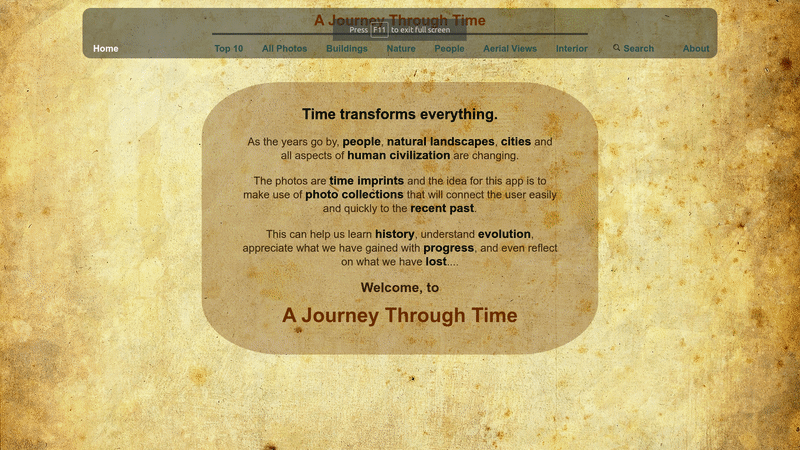 A Journey Through Time
Press F11 to exit full screen
Home Top 10 All Photos Buildings Nature People Aerial Views Interior Search About
Time transforms everything.
As the years go by, people, natural landscapes, cities and
all aspects of human civilization are changing.
The photos are time imprints and the idea for this app is to
make use of photo collections that will connect the user easily
and quickly to the recent past.
This can help us learn history, understand evolution,
appreciate what we have gained with progress, and even reflect
on what we have lost....
Welcome, to
A Journey Through Time